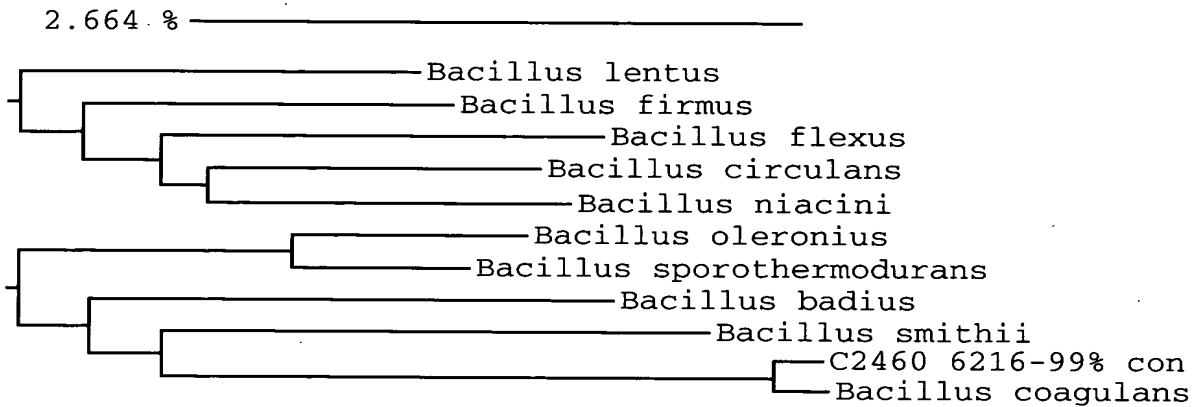 2.664 %
Bacillus lentus
Bacillus firmus
Bacillus flexus
Bacillus circulans
Bacillus niacini
Bacillus oleronius
Bacillus sporothermodurans
Bacillus badius
Bacillus smithii
C2460 6216-99% con
Bacillus coagulans